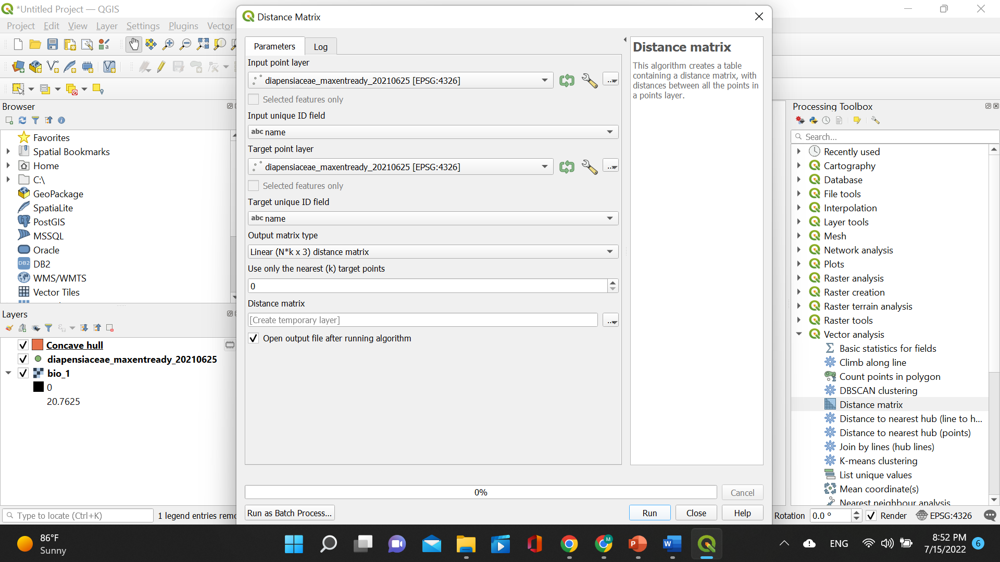 *Untitled Project — QGIS
Project Edit View Layer Settings Plugins Vector
Browser
Favorites
Spatial Bookmarks
Home
C:\
GeoPackage
SpatiaLite
PostGIS
MSSQL
Oracle
DB2
DB2
WMS/WMTS
Vector Tiles
Layers
Concave hull
diapensiaceae_maxentready_20210625
bio_1
0
20.7625
Type to locate (Ctrl+K)
1 legend entries
Distance Matrix
Parameters
Log
Input point layer
diapensiaceae_maxentready_20210625 [EPSG:4326]
...
Selected features only
Input unique ID field
abc name
Target point layer
diapensiaceae_maxentready_20210625 [EPSG:4326]
...
Selected features only
Target unique ID field
abc name
Output matrix type
Linear (N*k x 3) distance matrix
Use only the nearest (k) target points
0
Distance matrix
[Create temporary layer]
...
Open output file after running algorithm
0%
Cancel
Run as Batch Process...
Run
Close
Help
Distance matrix
This algorithm creates a table
containing a distance matrix, with
distances between all the points in
a points layer.
Processing Toolbox
Search...
Recently used
Cartography
Database
File tools
Interpolation
Layer tools
Mesh
Network analysis
Plots
Raster analysis
Raster creation
Raster terrain analysis
Raster tools
Vector analysis
Basic statistics for fields
Climb along line
Count points in polygon
DBSCAN clustering
Distance matrix
Distance to nearest hub (line to h...
Distance to nearest hub (points)
Join by lines (hub lines)
K-means clustering
List unique values
Mean coordinate(s)
Nearest neighbour analysis
Rotation
0.0 °
Render
EPSG:4326
86°F
Sunny
ENG
8:52 PM
7/15/2022
6